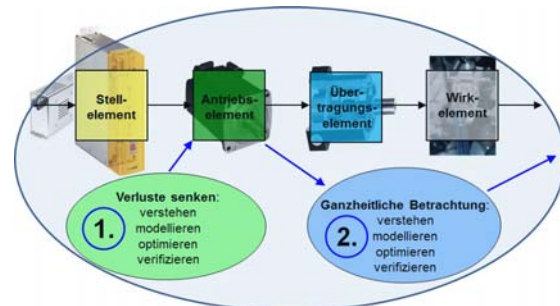 Stell-
element
Antriebs-
element
Über-
tragungs-
element
Wirk-
element
Verluste senken:
1.
verstehen
modellieren
optimieren
verifizieren
Ganzheitliche Betrachtung:
2.
verstehen
modellieren
optimieren
verifizieren